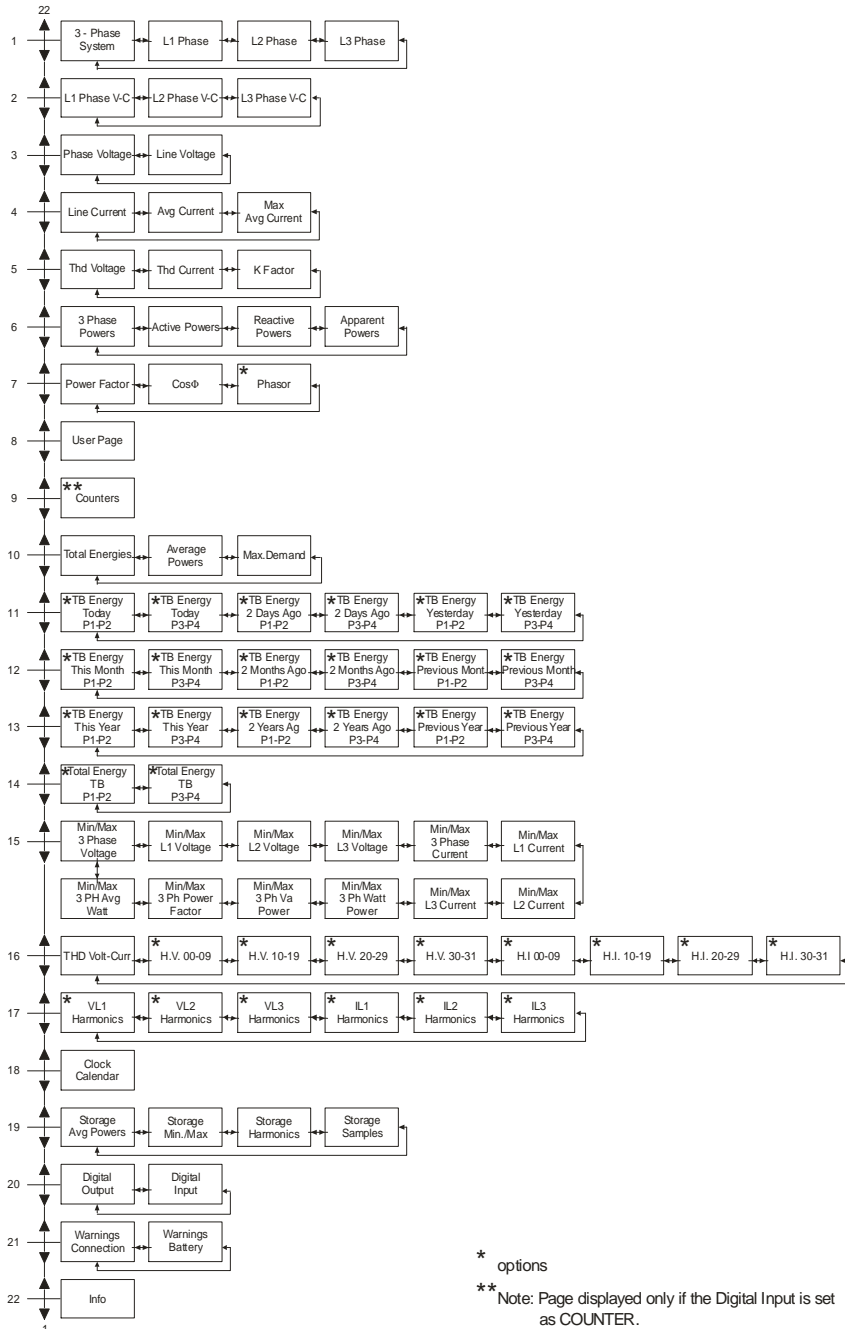 22
1
3 - Phase
System
L1 Phase
L2 Phase
L3 Phase
2
L1 Phase V-C
L2 Phase V-C
L3 Phase V-C
3
Phase Voltage
Line Voltage
4
Line Current
Avg Current
Max
Avg Current
5
Thd Voltage
Thd Current
K Factor
6
3 Phase
Powers
Active Powers
Reactive
Powers
Apparent
Powers
7
Power Factor
CosΦ
*
Phasor
8
User Page
9
**
Counters
10
Total Energies
Average
Powers
Max.Demand
11
*TB Energy
Today
P1-P2
*TB Energy
Today
P3-P4
*TB Energy
2 Days Ago
P1-P2
*TB Energy
2 Days Ago
P3-P4
*TB Energy
Yesterday
P1-P2
*TB Energy
Yesterday
P3-P4
12
*TB Energy
This Month
P1-P2
*TB Energy
This Month
P3-P4
*TB Energy
2 Months Ago
P1-P2
*TB Energy
2 Months Ago
P3-P4
*TB Energy
Previous Mont
P1-P2
*TB Energy
Previous Month
P3-P4
13
*TB Energy
This Year
P1-P2
*TB Energy
This Year
P3-P4
*TB Energy
2 Years Ag
P1-P2
*TB Energy
2 Years Ago
P3-P4
*TB Energy
Previous Year
P1-P2
*TB Energy
Previous Year
P3-P4
14
*Total Energy
TB
P1-P2
*Total Energy
TB
P3-P4
15
Min/Max
3 Phase
Voltage
Min/Max
L1 Voltage
Min/Max
L2 Voltage
Min/Max
L3 Voltage
Min/Max
3 Phase
Current
Min/Max
L1 Current
Min/Max
3 PH Avg
Watt
Min/Max
3 Ph Power
Factor
Min/Max
3 Ph Va
Power
Min/Max
3 Ph Watt
Power
Min/Max
L3 Current
Min/Max
L2 Current
16
THD Volt-Curr
*
H.V. 00-09
*
H.V. 10-19
*
H.V. 20-29
*
H.V. 30-31
*
H.I 00-09
*
H.I. 10-19
*
H.I. 20-29
*
H.I. 30-31
17
*
VL1
Harmonics
*
VL2
Harmonics
*
VL3
Harmonics
*
IL1
Harmonics
*
IL2
Harmonics
*
IL3
Harmonics
18
Clock
Calendar
19
Storage
Avg Powers
Storage
Min./Max
Storage
Harmonics
Storage
Samples
20
Digital
Output
Digital
Input
21
Warnings
Connection
Warnings
Battery
22
Info
1
* options
** Note: Page displayed only if the Digital Input is set
as COUNTER.